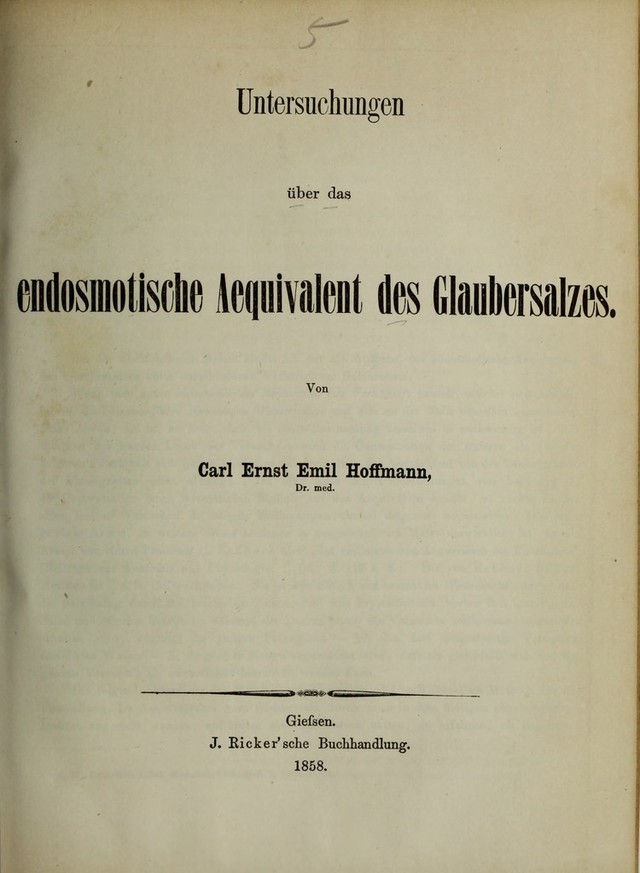 5
Untersuchungen
über das
endosmotische Aequivalent des Glaubersalzes.
Von
Carl Ernst Emil Hoffmann,
Dr. med.
Gieſsen.
J. Ricker'sche Buchhandlung.
1858.